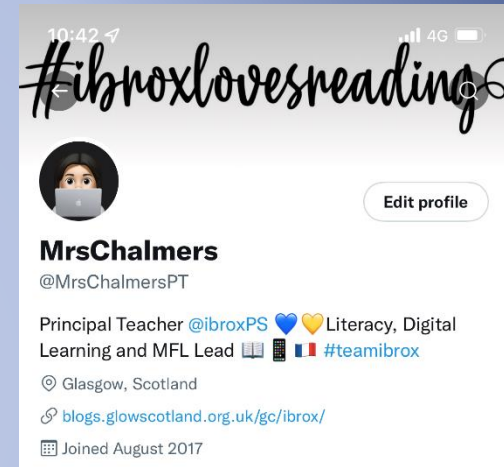 10:42 4G
#ibroxlovesreading
Edit profile
MrsChalmers
@MrsChalmersPT
Principal Teacher @ibroxPS 💙💛Literacy, Digital
Learning and MFL Lead 📖📱🇫🇷 #teamibrox
Glasgow, Scotland
blogs.glowscotland.org.uk/gc/ibrox/
Joined August 2017